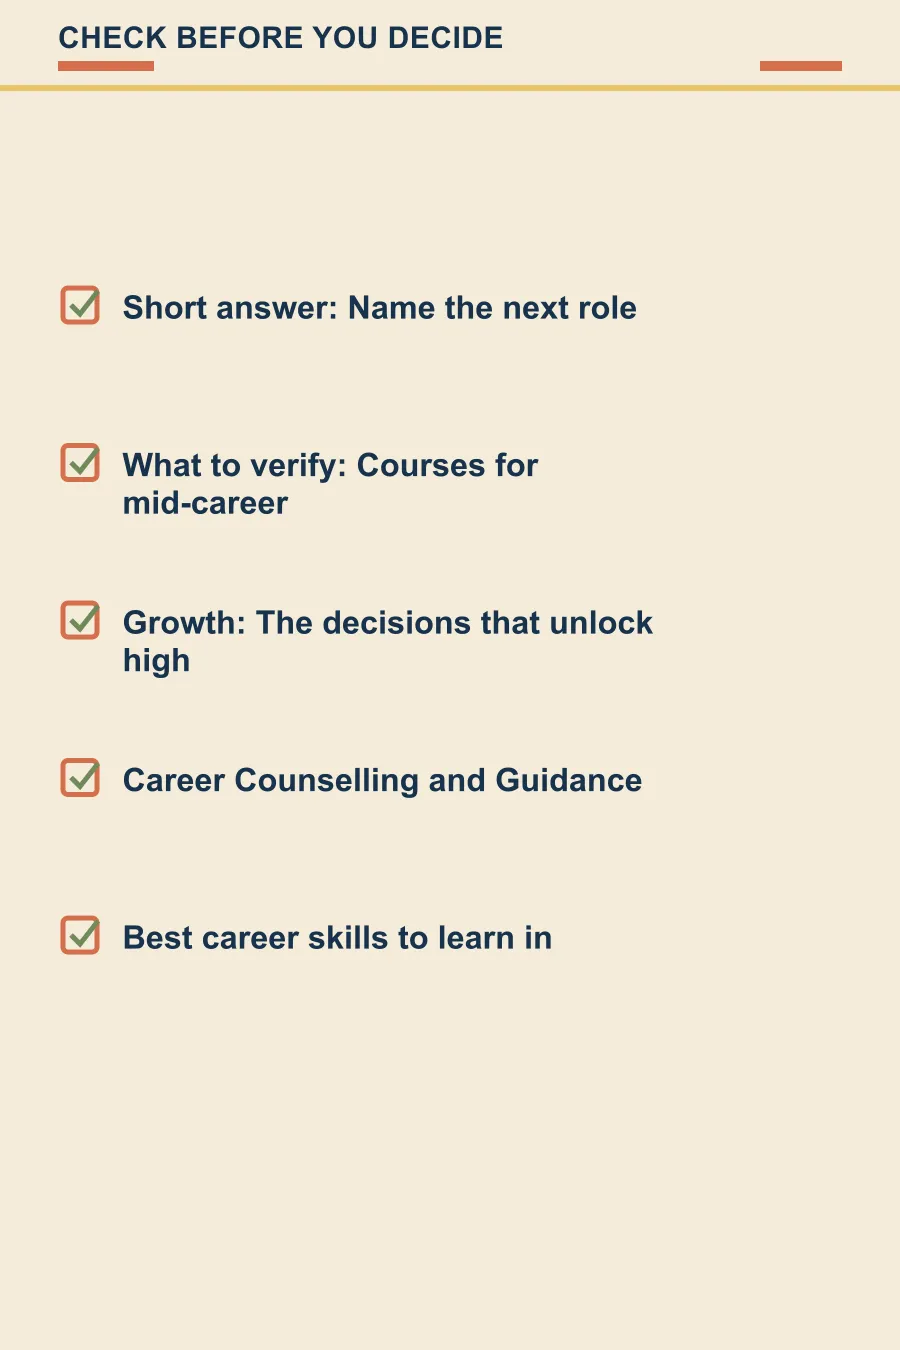 CHECK BEFORE YOU DECIDE
Short answer: Name the next role
What to verify: Courses for
mid-career
Growth: The decisions that unlock
high
Career Counselling and Guidance
Best career skills to learn in